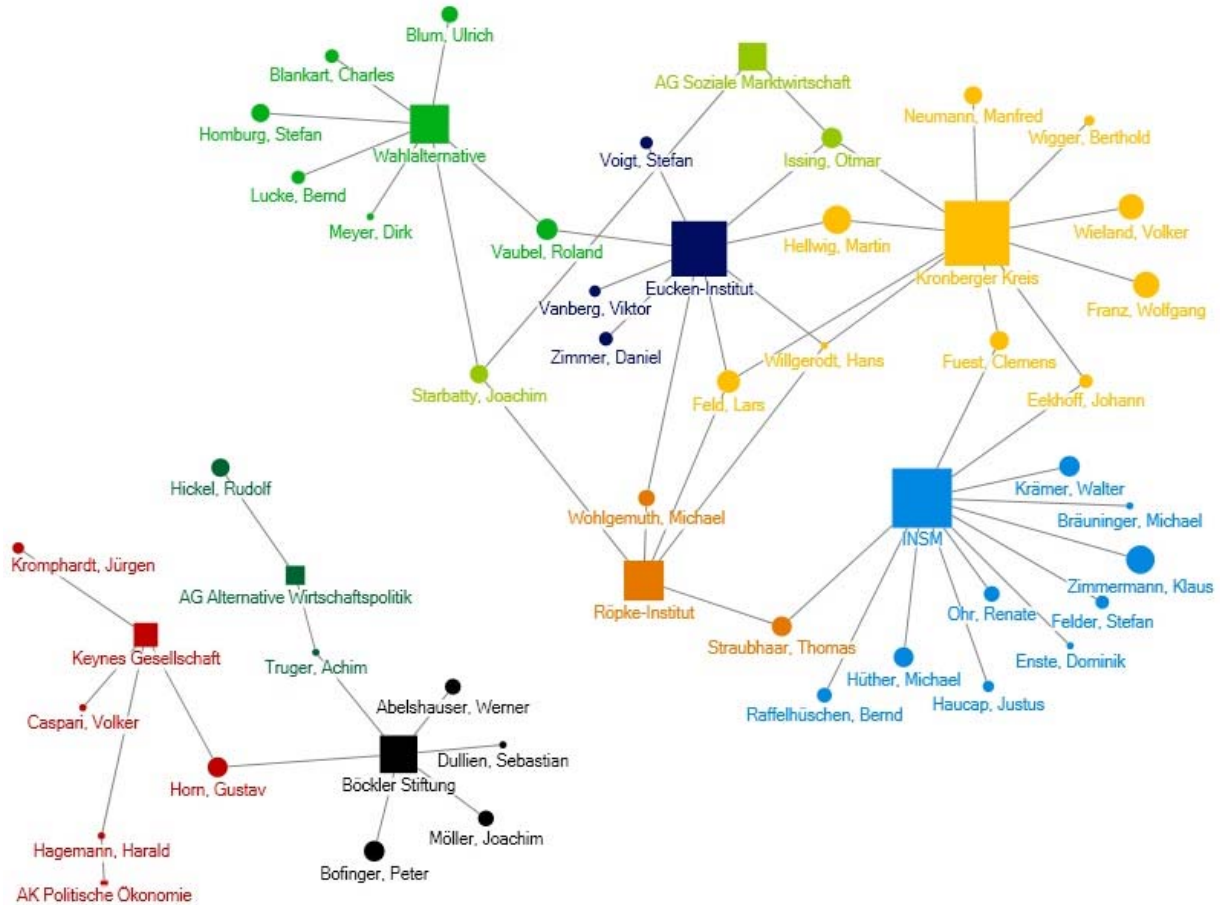 Blum, Ulrich
Blankart, Charles
AG Soziale Marktwirtschaft
Neumann, Manfred
Homburg, Stefan
Wahlalternative
Voigt, Stefan
Issing, Otmar
Wigger, Berthold
Lucke, Bernd
Meyer, Dirk
Vaubel, Roland
Hellwig, Martin
Wieland, Volker
Eucken-Institut
Kronberger Kreis
Vanberg, Viktor
Franz, Wolfgang
Zimmer, Daniel
Willgerodt, Hans
Fuest, Clemens
Starbatty, Joachim
Feld, Lars
Eekhoff, Johann
Hickel, Rudolf
Krämer, Walter
Wohlgemuth, Michael
INSM
Bräuninger, Michael
Kromphardt, Jürgen
Zimmermann, Klaus
AG Alternative Wirtschaftspolitik
Röpke-Institut
Ohr, Renate
Felder, Stefan
Keynes Gesellschaft
Straubhaar, Thomas
Truger, Achim
Enste, Dominik
Hüther, Michael
Abelshauser, Werner
Haucap, Justus
Caspari, Volker
Raffelhüschen, Bernd
Dullien, Sebastian
Horn, Gustav
Böckler Stiftung
Möller, Joachim
Hagemann, Harald
Bofinger, Peter
AK Politische Ökonomie